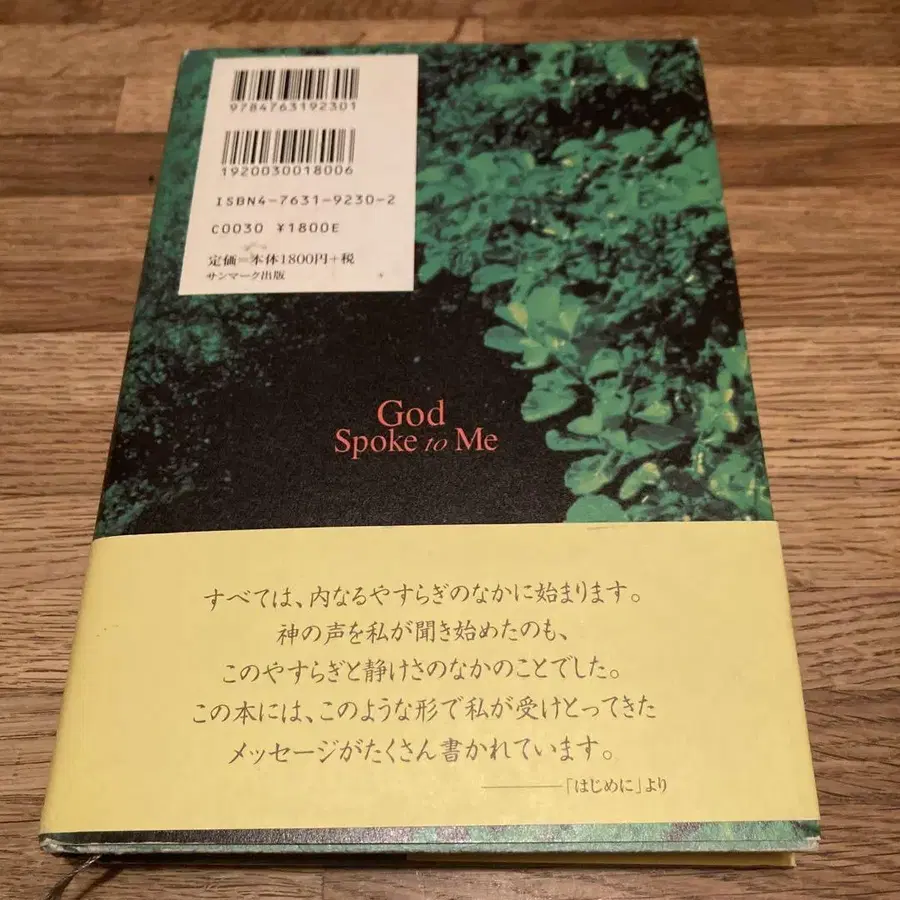 9784763192301
1920030018006
ISBN4-7631-9230-2
C0030 ¥1800E
定価=本体1800円+税
サンマーク出版
God
Spoke to Me
すべては、内なるやすらぎのなかに始まります。
神の声を私が聞き始めたのも、
このやすらぎと静けさのなかのことでした。
この本には、このような形で私が受けとってきた
メッセージがたくさん書かれています。
——「はじめに」より